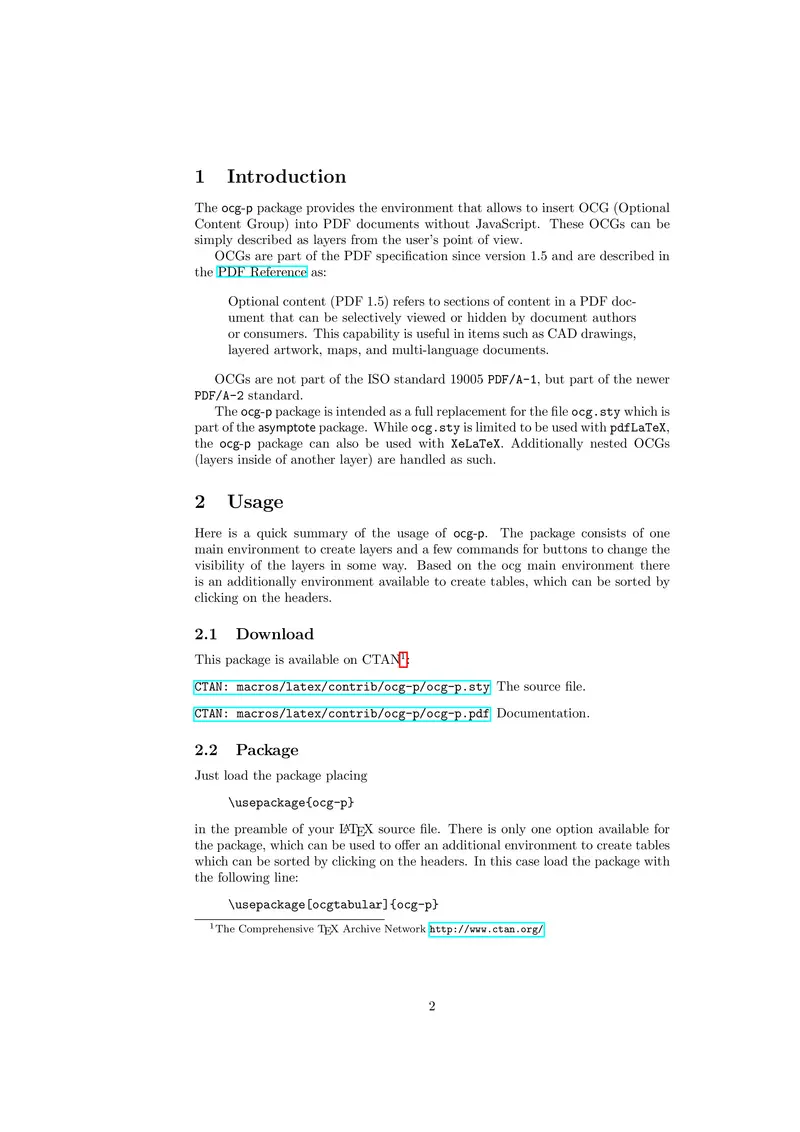 1 Introduction
The ocg-p package provides the environment that allows to insert OCG (Optional
Content Group) into PDF documents without JavaScript. These OCGs can be
simply described as layers from the user's point of view.
OCGs are part of the PDF specification since version 1.5 and are described in
the PDF Reference as:
Optional content (PDF 1.5) refers to sections of content in a PDF doc-
ument that can be selectively viewed or hidden by document authors
or consumers. This capability is useful in items such as CAD drawings,
layered artwork, maps, and multi-language documents.
OCGs are not part of the ISO standard 19005 PDF/A-1, but part of the newer
PDF/A-2 standard.
The ocg-p package is intended as a full replacement for the file ocg.sty which is
part of the asymptote package. While ocg.sty is limited to be used with pdfLaTeX,
the ocg-p package can also be used with XeLaTeX. Additionally nested OCGs
(layers inside of another layer) are handled as such.
2 Usage
Here is a quick summary of the usage of ocg-p. The package consists of one
main environment to create layers and a few commands for buttons to change the
visibility of the layers in some way. Based on the ocg main environment there
is an additionally environment available to create tables, which can be sorted by
clicking on the headers.
2.1 Download
This package is available on CTAN¹:
CTAN: macros/latex/contrib/ocg-p/ocg-p.sty The source file.
CTAN: macros/latex/contrib/ocg-p/ocg-p.pdf Documentation.
2.2 Package
Just load the package placing
\usepackage{ocg-p}
in the preamble of your LATEX source file. There is only one option available for
the package, which can be used to offer an additional environment to create tables
which can be sorted by clicking on the headers. In this case load the package with
the following line:
\usepackage[ocgtabular]{ocg-p}
¹The Comprehensive TEX Archive Network http://www.ctan.org/
2